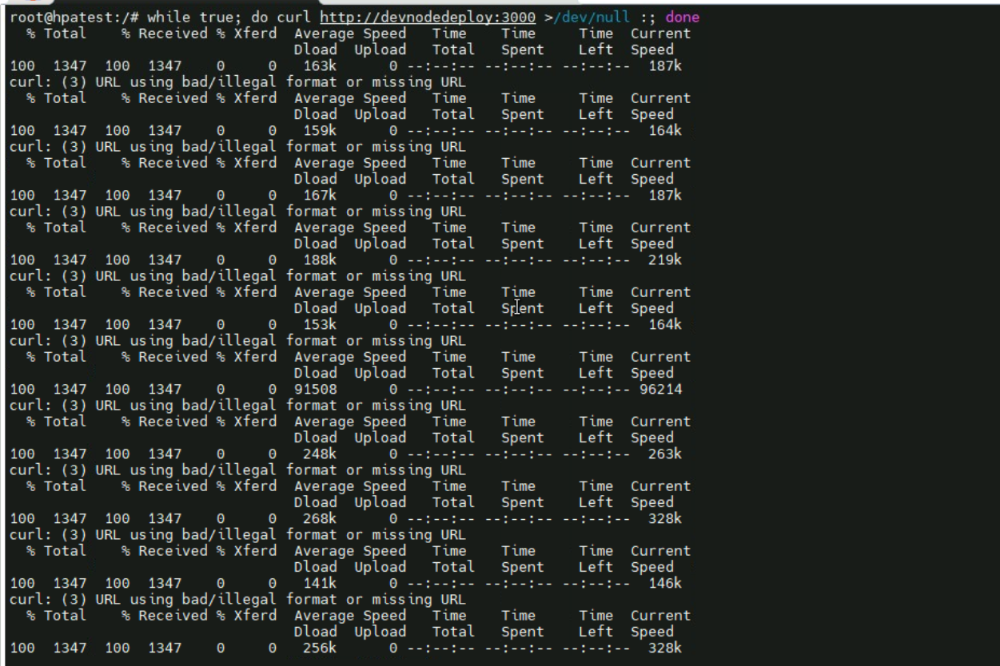 root@hpatest:/# while true; do curl http://devnodedeploy:3000 >/dev/null :; done
  % Total    % Received % Xferd  Average Speed   Time    Time     Time  Current
                                 Dload  Upload   Total   Spent    Left  Speed
100  1347  100  1347    0     0   163k      0 --:--:-- --:--:-- --:--:--  187k
curl: (3) URL using bad/illegal format or missing URL
  % Total    % Received % Xferd  Average Speed   Time    Time     Time  Current
                                 Dload  Upload   Total   Spent    Left  Speed
100  1347  100  1347    0     0   159k      0 --:--:-- --:--:-- --:--:--  164k
curl: (3) URL using bad/illegal format or missing URL
  % Total    % Received % Xferd  Average Speed   Time    Time     Time  Current
                                 Dload  Upload   Total   Spent    Left  Speed
100  1347  100  1347    0     0   167k      0 --:--:-- --:--:-- --:--:--  187k
curl: (3) URL using bad/illegal format or missing URL
  % Total    % Received % Xferd  Average Speed   Time    Time     Time  Current
                                 Dload  Upload   Total   Spent    Left  Speed
100  1347  100  1347    0     0   188k      0 --:--:-- --:--:-- --:--:--  219k
curl: (3) URL using bad/illegal format or missing URL
  % Total    % Received % Xferd  Average Speed   Time    Time     Time  Current
                                 Dload  Upload   Total   Spent    Left  Speed
100  1347  100  1347    0     0   153k      0 --:--:-- --:--:-- --:--:--  164k
curl: (3) URL using bad/illegal format or missing URL
  % Total    % Received % Xferd  Average Speed   Time    Time     Time  Current
                                 Dload  Upload   Total   Spent    Left  Speed
100  1347  100  1347    0     0  91508      0 --:--:-- --:--:-- --:--:-- 96214
curl: (3) URL using bad/illegal format or missing URL
  % Total    % Received % Xferd  Average Speed   Time    Time     Time  Current
                                 Dload  Upload   Total   Spent    Left  Speed
100  1347  100  1347    0     0   248k      0 --:--:-- --:--:-- --:--:--  263k
curl: (3) URL using bad/illegal format or missing URL
  % Total    % Received % Xferd  Average Speed   Time    Time     Time  Current
                                 Dload  Upload   Total   Spent    Left  Speed
100  1347  100  1347    0     0   268k      0 --:--:-- --:--:-- --:--:--  328k
curl: (3) URL using bad/illegal format or missing URL
  % Total    % Received % Xferd  Average Speed   Time    Time     Time  Current
                                 Dload  Upload   Total   Spent    Left  Speed
100  1347  100  1347    0     0   141k      0 --:--:-- --:--:-- --:--:--  146k
curl: (3) URL using bad/illegal format or missing URL
  % Total    % Received % Xferd  Average Speed   Time    Time     Time  Current
                                 Dload  Upload   Total   Spent    Left  Speed
100  1347  100  1347    0     0   256k      0 --:--:-- --:--:-- --:--:--  328k